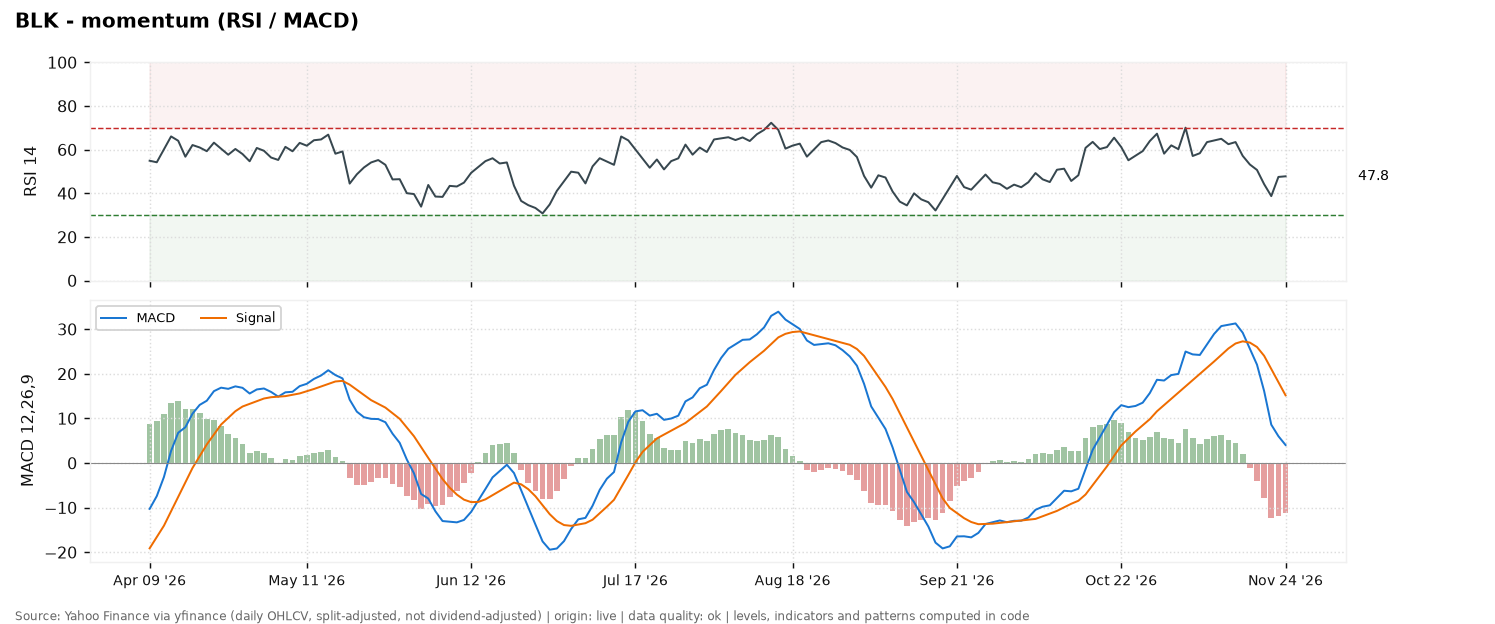 BLK - momentum (RSI / MACD)
100
80
60
40
20
0
RSI 14
47.8
MACD
Signal
30
20
10
0
−10
−20
MACD 12,26,9
Apr 09 '26
May 11 '26
Jun 12 '26
Jul 17 '26
Aug 18 '26
Sep 21 '26
Oct 22 '26
Nov 24 '26
Source: Yahoo Finance via yfinance (daily OHLCV, split-adjusted, not dividend-adjusted) | origin: live | data quality: ok | levels, indicators and patterns computed in code